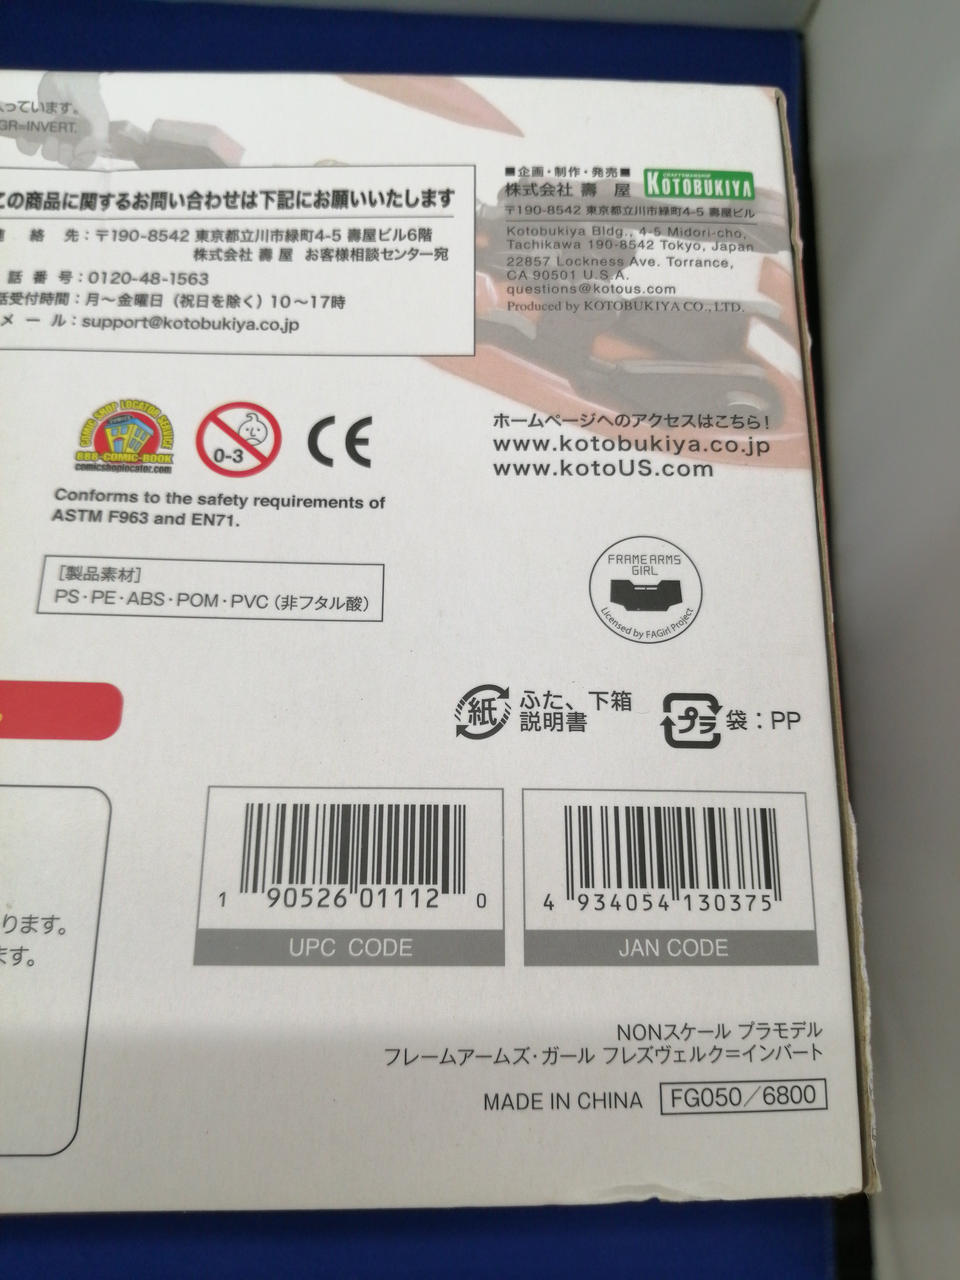 入っています。
GR=INVERT.
この商品に関するお問い合わせは下記にお願いいたします
連 絡 先：〒190-8542 東京都立川市緑町4-5 壽屋ビル6階
株式会社 壽 屋 お客様相談センター宛
話 番 号：0120-48-1563
話受付時間：月～金曜日（祝日を除く）10～17時
メ ー ル：support@kotobukiya.co.jp
■企画・制作・発売■
株式会社 壽 屋
CRAFTSMANSHIP
KOTOBUKIYA
〒190-8542 東京都立川市緑町4-5 壽屋ビル
Kotobukiya Bldg., 4-5 Midori-cho,
Tachikawa 190-8542 Tokyo, Japan
22857 Lockness Ave. Torrance,
CA 90501 U.S.A.
questions@kotous.com
Produced by KOTOBUKIYA CO., LTD.
COMIC SHOP LOCATOR SERVICE
888-COMIC-BOOK
comicshoplocator.com
0-3
CE
Conforms to the safety requirements of
ASTM F963 and EN71.
ホームページへのアクセスはこちら！
www.kotobukiya.co.jp
www.kotoUS.com
［製品素材］
PS・PE・ABS・POM・PVC（非フタル酸）
FRAME ARMS
GIRL
Licensed by FAGirl Project
紙
ふた、下箱
説明書
プラ
袋：PP
1 90526 01112 0
UPC CODE
4 934054 130375
JAN CODE
ります。
ます。
NONスケール プラモデル
フレームアームズ・ガール フレズヴェルク＝インバート
MADE IN CHINA
FG050／6800